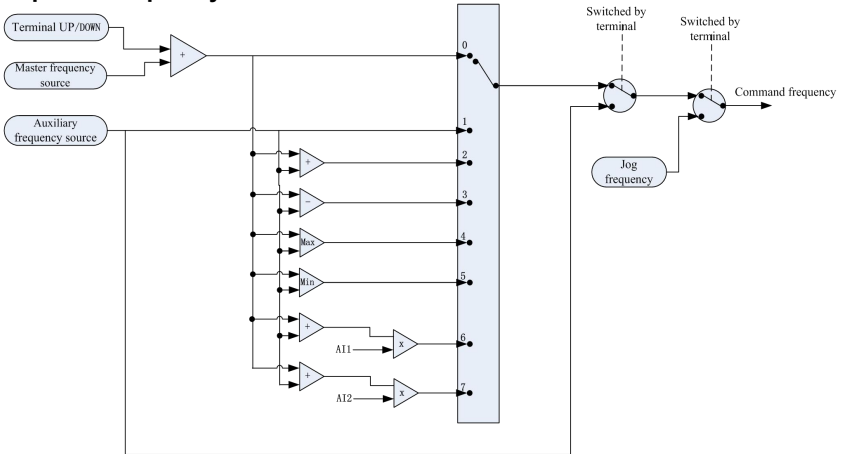 Terminal UP/DOWN
+
Master frequency
source
Auxiliary
frequency source
0
1
+
2
-
3
Max
4
Min
5
+
AI1
x
6
+
AI2
x
7
Switched by
terminal
Switched by
terminal
Command frequency
Jog
frequency